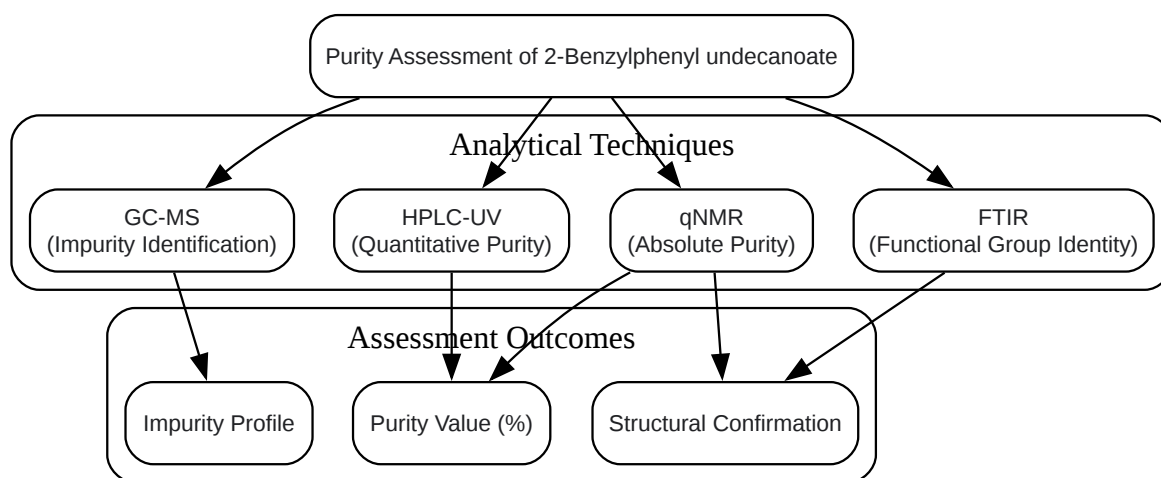 Purity Assessment of 2-Benzylphenyl undecanoate
Analytical Techniques
GC-MS
(Impurity Identification)
HPLC-UV
(Quantitative Purity)
qNMR
(Absolute Purity)
FTIR
(Functional Group Identity)
Assessment Outcomes
Impurity Profile
Purity Value (%)
Structural Confirmation